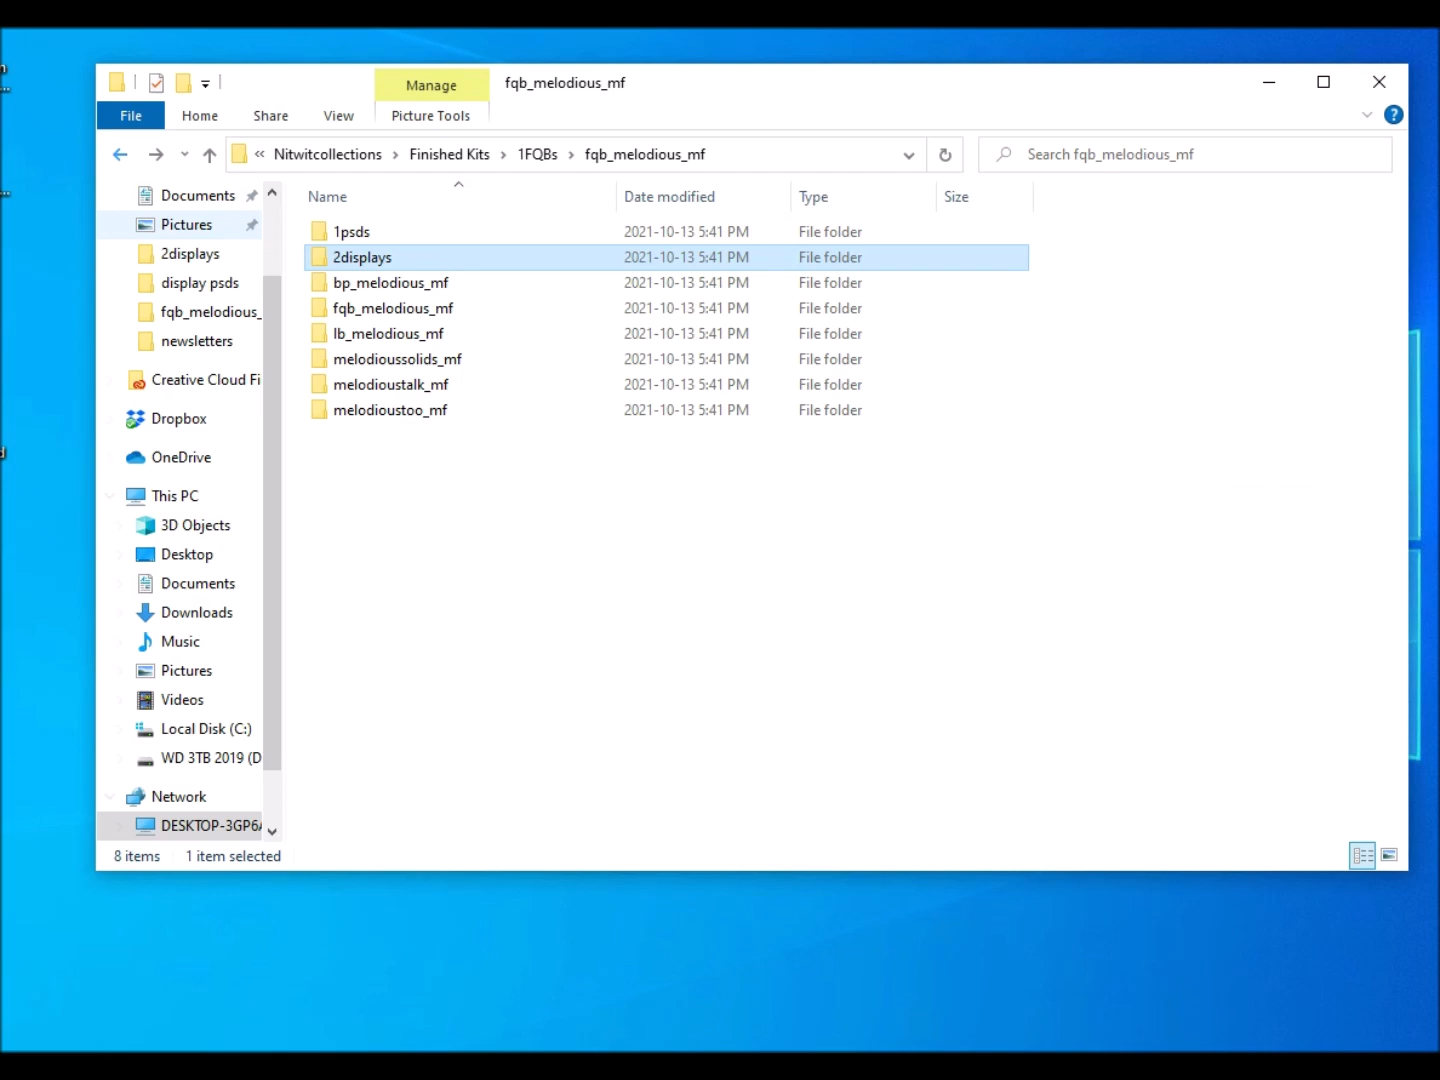 Manage
fqb_melodious_mf
File
Home
Share
View
Picture Tools
?
« Nitwitcollections › Finished Kits › 1FQBs › fqb_melodious_mf
Search fqb_melodious_mf
Documents
Pictures
2displays
display psds
fqb_melodious_
newsletters
Creative Cloud Fi
Dropbox
OneDrive
This PC
3D Objects
Desktop
Documents
Downloads
Music
Pictures
Videos
Local Disk (C:)
WD 3TB 2019 (D
Network
DESKTOP-3GP6
Name Date modified Type Size
1psds 2021-10-13 5:41 PM File folder
2displays 2021-10-13 5:41 PM File folder
bp_melodious_mf 2021-10-13 5:41 PM File folder
fqb_melodious_mf 2021-10-13 5:41 PM File folder
lb_melodious_mf 2021-10-13 5:41 PM File folder
melodioussolids_mf 2021-10-13 5:41 PM File folder
melodioustalk_mf 2021-10-13 5:41 PM File folder
melodioustoo_mf 2021-10-13 5:41 PM File folder
8 items 1 item selected